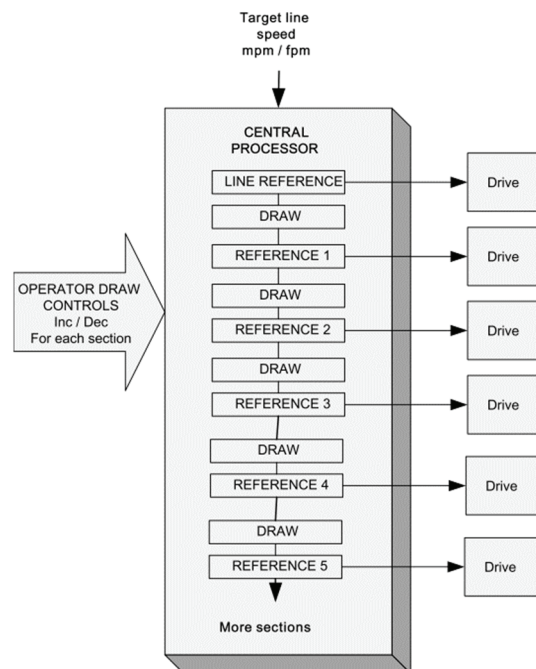 Target line
speed
mpm / fpm
CENTRAL
PROCESSOR
LINE REFERENCE
Drive
DRAW
REFERENCE 1
Drive
OPERATOR DRAW
CONTROLS
Inc / Dec
For each section
DRAW
REFERENCE 2
Drive
DRAW
REFERENCE 3
Drive
DRAW
REFERENCE 4
Drive
DRAW
REFERENCE 5
Drive
More sections